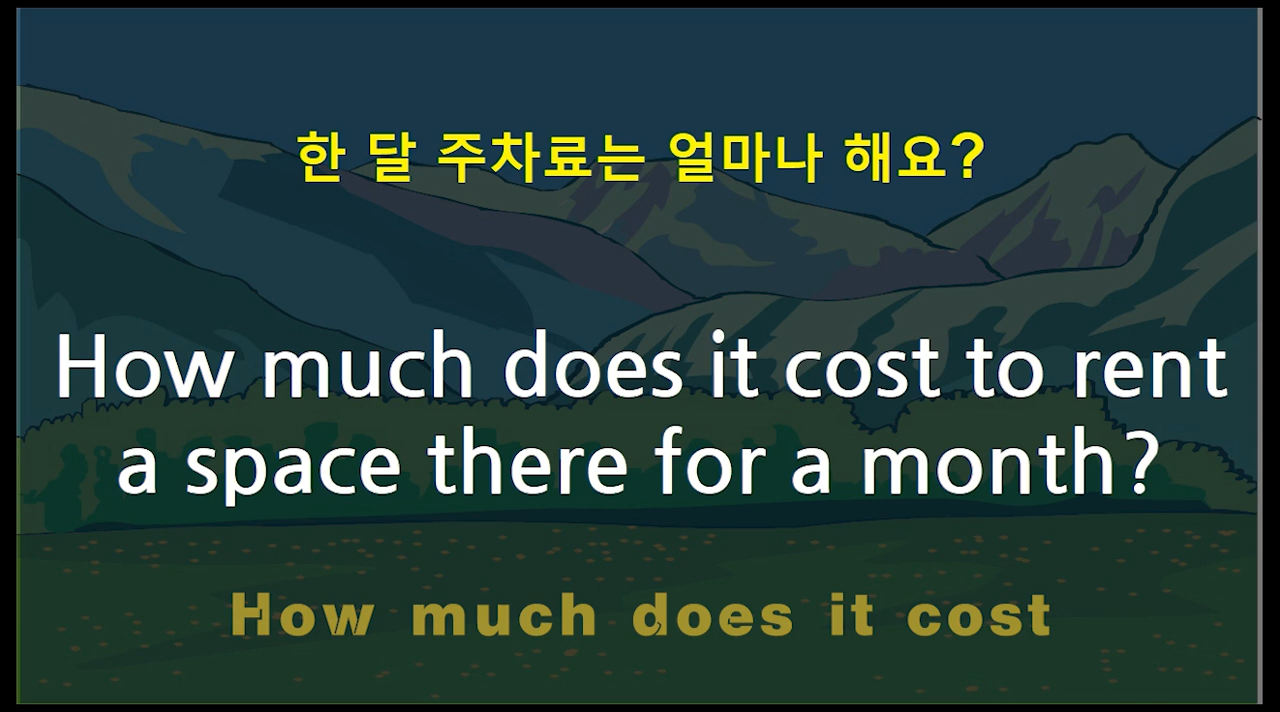 한 달 주차료는 얼마나 해요?
How much does it cost to rent
a space there for a month?
How much does it cost